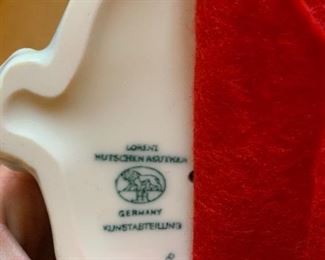 LORENZ
HUTSCHENREUTHER
GERMANY
KUNSTABTEILUNG